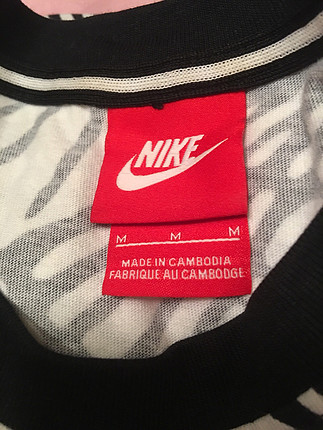 NIKE
M M M
MADE IN CAMBODIA
FABRIQUE AU CAMBODGE